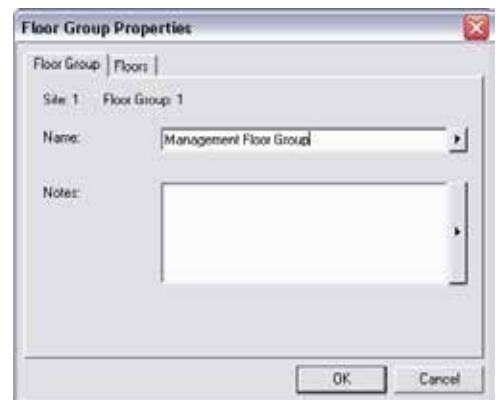 Floor Group Properties
Floor Group Floors
Site: 1 Floor Group: 1
Name: Management Floor Group
Notes:
OK Cancel